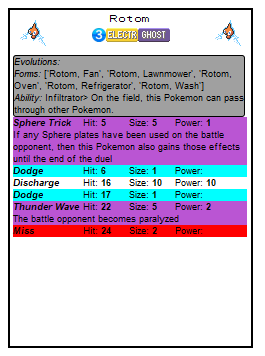 Rotom
3 ELECTR GHOST
Evolutions:
Forms: ['Rotom, Fan', 'Rotom, Lawnmower', 'Rotom,
Oven', 'Rotom, Refrigerator', 'Rotom, Wash']
Ability: Infiltrator> On the field, this Pokemon can pass
through other Pokemon.
Sphere Trick Hit: 5 Size: 5 Power: 1
If any Sphere plates have been used on the battle
opponent, then this Pokemon also gains those effects
until the end of the duel
Dodge Hit: 6 Size: 1 Power:
Discharge Hit: 16 Size: 10 Power: 10
Dodge Hit: 17 Size: 1 Power:
Thunder Wave Hit: 22 Size: 5 Power: 2
The battle opponent becomes paralyzed
Miss Hit: 24 Size: 2 Power: